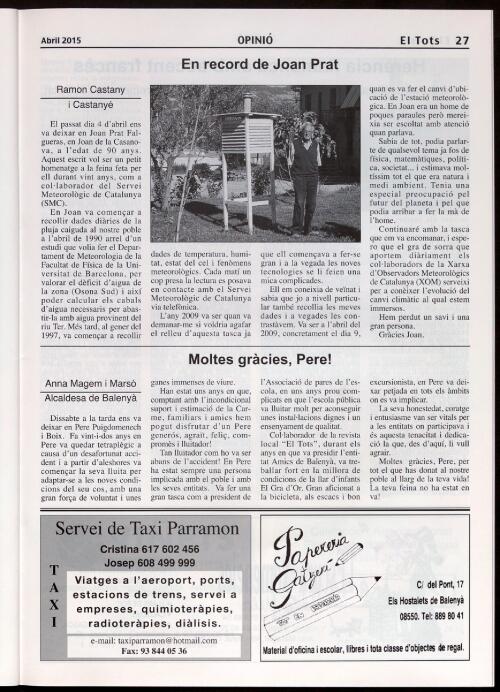 Abril 2015
OPINIÓ
El Tots 27
En record de Joan Prat
Ramon Castany
i Castanyé
El passat dia 4 d'abril ens
va deixar en Joan Prat Fal-
gueras, en Joan de la Casano-
va, a l'edat de 90 anys.
Aquest escrit vol ser un petit
homenatge a la feina feta per
ell durant vint anys, com a
col·laborador del Servei
Meteorològic de Catalunya
(SMC).
En Joan va començar a
recollir dades diàries de la
pluja caiguda al nostre poble
a l'abril de 1990 arrel d'un
estudi que volia fer el Depar-
tament de Meteorologia de la
Facultat de Física de la Uni-
versitat de Barcelona, per
valorar el dèficit d'aigua de
la zona (Osona Sud) i així
poder calcular els cabals
d'aigua necessaris per abas-
tir-la amb aigua provinent del
riu Ter. Més tard, al gener del
1997, va començar a recollir
dades de temperatura, humi-
tat, estat del cel i fenòmens
meteorològics. Cada matí un
cop presa la lectura es posava
en contacte amb el Servei
Meteorològic de Catalunya
via telefònica.
L'any 2009 va ser quan va
demanar-me si voldria agafar
el relleu d'aquesta tasca ja
que ell començava a fer-se
gran i a la vegada les noves
tecnologies se li feien una
mica complicades.
Ell em coneixia de veïnat i
sabia que jo a nivell particu-
lar també recollia les meves
dades i a vegades les con-
trastàvem. Va ser a l'abril del
2009, concretament el dia 9,
quan es va fer el canvi d'ubi-
cació de l'estació meteorolò-
gica. En Joan era un home de
poques paraules però mereix-
ia ser escoltat amb atenció
quan parlava.
Sabia de tot, podia parlar-
te de qualsevol tema ja fos de
física, matemàtiques, políti-
ca, societat... i estimava mol-
tíssim tot el que era natura i
medi ambient. Tenia una
especial preocupació pel
futur del planeta i pel que
podia arribar a fer la mà de
l'home.
Continuaré amb la tasca
que em va encomanar, i espe-
ro que el gra de sorra que
aportem diàriament els
col·laboradors de la Xarxa
d'Observadors Meteorològics
de Catalunya (XOM) serveixi
per a conèixer l'evolució del
canvi climàtic al qual estem
immersos.
Hem perdut un savi i una
gran persona.
Gràcies Joan.
Moltes gràcies, Pere!
Anna Magem i Marsó
Alcaldessa de Balenyà
Dissabte a la tarda ens va
deixar en Pere Puigdomenech
i Boix. Fa vint-i-dos anys en
Pere va quedar tetraplègic a
causa d'un desafortunat acci-
dent i a partir d'aleshores va
començar la seva lluita per
adaptar-se a les noves condi-
cions del seu cos, amb una
gran força de voluntat i unes
ganes immenses de viure.
Han estat uns anys en que,
comptant amb l'incondicional
suport i estimació de la Car-
me, familiars i amics hem
pogut disfrutar d'un Pere
generós, agraït, feliç, com-
promès i lluitador!
Tan lluitador com ho va ser
abans de l'accident! En Pere
ha estat sempre una persona
implicada amb el poble i amb
les seves entitats. Va fer una
gran tasca com a president de
l'Associació de pares de l'es-
cola, en uns anys prou com-
plicats en que l'escola pública
va lluitar molt per aconseguir
unes instal·lacions dignes i un
ensenyament de qualitat.
Col·laborador de la revista
local "El Tots", durant els
anys en que va presidir l'enti-
tat Amics de Balenyà, va tre-
ballar fort en la millora de
condicions de la llar d'infants
El Gra d'Or. Gran aficionat a
la bicicleta, als escacs i bon
excursionista, en Pere va dei-
xar petjada en tots els àmbits
on es va implicar.
La seva honestedat, coratge
i entusiasme van ser vitals per
a les entitats on participava i
és aquesta tenacitat i dedica-
ció la que, des d'aquí, li vull
agrair.
Moltes gràcies, Pere, per
tot el que has donat al nostre
poble al llarg de la teva vida!
La teva feina no ha estat en
va!
Servei de Taxi Parramon
TAXI
Cristina 617 602 456
Josep 608 499 999
Viatges a l'aeroport, ports,
estacions de trens, servei a
empreses, quimioteràpies,
radioteràpies, diàlisis.
e-mail: taxiparramon@hotmail.com
Fax: 93 844 05 36
Papereria
C/ del Pont, 17
Els Hostalets de Balenyà
08550. Tel: 889 80 41
Material d'oficina i escolar, llibres i tota classe d'objectes de regal.